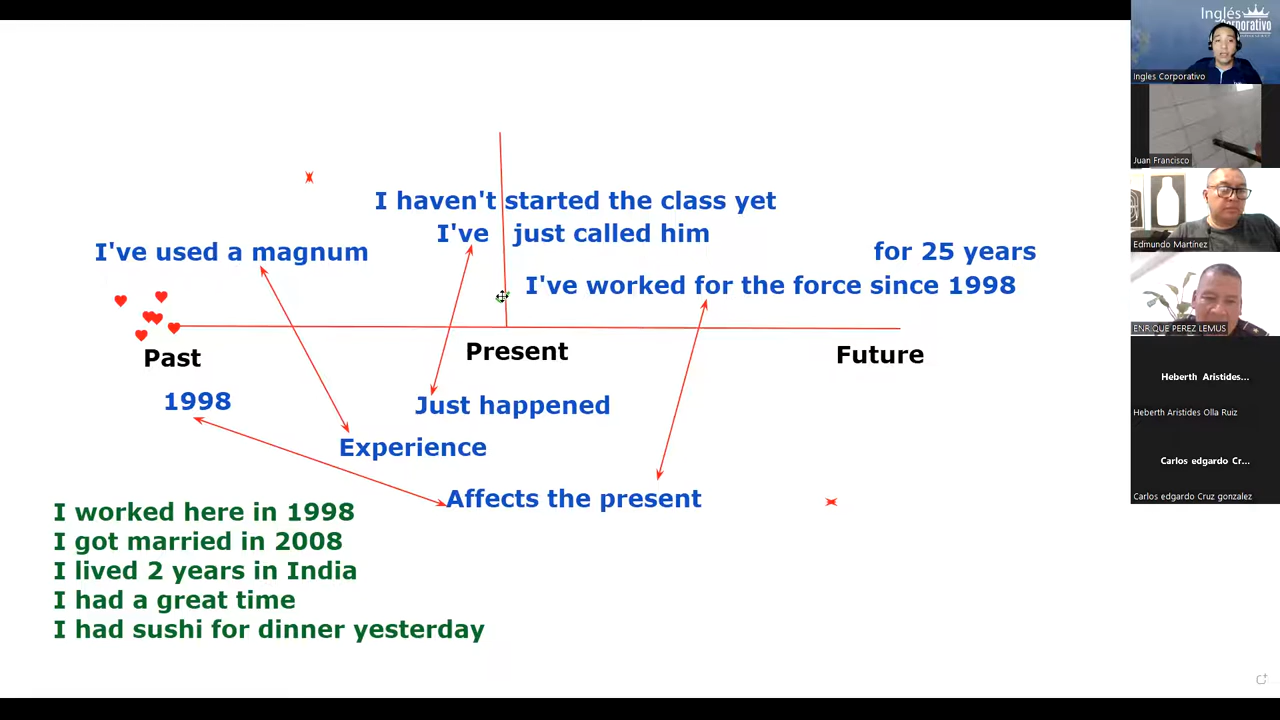 I haven't started the class yet
I've just called him
I've used a magnum
for 25 years
I've worked for the force since 1998
Past
Present
Future
1998
Just happened
Experience
Affects the present
I worked here in 1998
I got married in 2008
I lived 2 years in India
I had a great time
I had sushi for dinner yesterday
Inglés
Corporativo
Ingles Corporativo
Juan Francisco
Edmundo Martínez
ENRIQUE PEREZ LEMUS
Heberth Aristides...
Heberth Aristides Olla Ruiz
Carlos edgardo Cr...
Carlos edgardo Cruz gonzalez